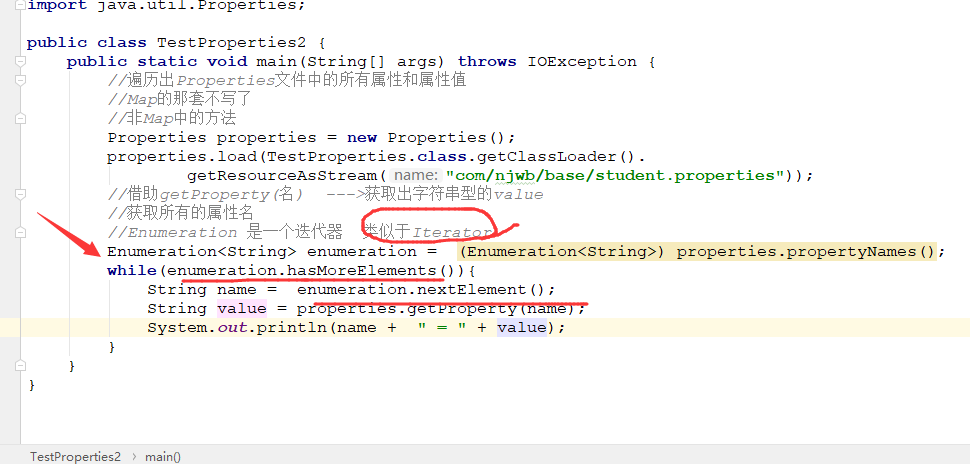 import java.util.Properties;
public class TestProperties2 {
public static void main(String[] args) throws IOException {
//遍历出Properties文件中的所有属性和属性值
//Map的那套不写了
//非Map中的方法
Properties properties = new Properties();
properties.load(TestProperties.class.getClassLoader().
getResourceAsStream( name: "com/njwb/base/student.properties"));
//借助getProperty(名) --->获取出字符串型的value
//获取所有的属性名
//Enumeration 是一个迭代器 类似于Iterator
Enumeration<String> enumeration = (Enumeration<String>) properties.propertyNames();
while(enumeration.hasMoreElements()){
String name = enumeration.nextElement();
String value = properties.getProperty(name);
System.out.println(name + " = " + value);
}
}
}
TestProperties2 › main()